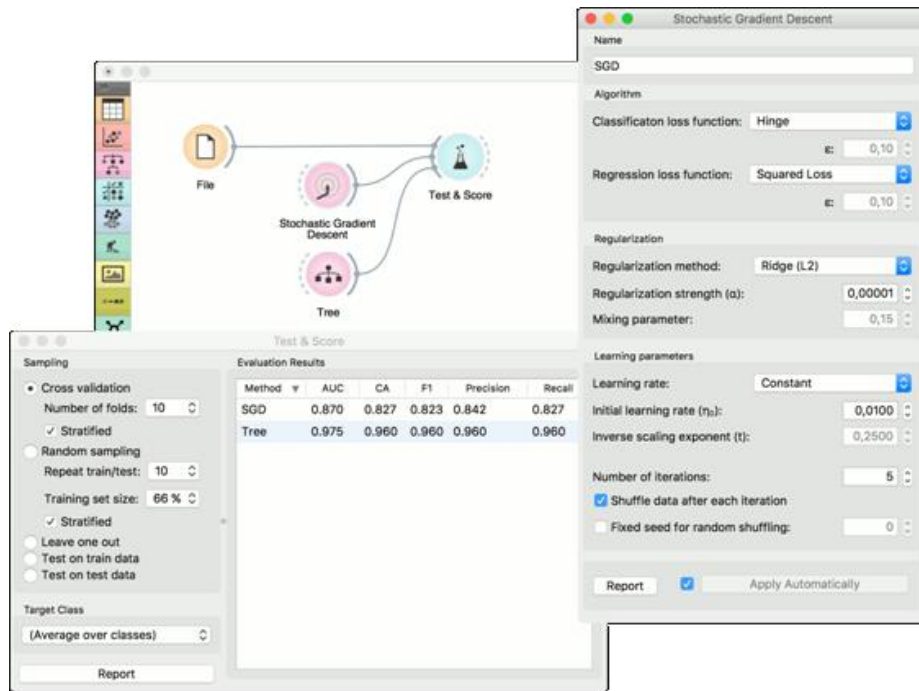 Stochastic Gradient Descent
Name
SGD
Algorithm
Classificaton loss function: Hinge
ε: 0,10
Regression loss function: Squared Loss
ε: 0,10
Regularization
Regularization method: Ridge (L2)
Regularization strength (α): 0,00001
Mixing parameter: 0,15
Learning parameters
Learning rate: Constant
Initial learning rate (η₀): 0,0100
Inverse scaling exponent (t): 0,2500
Number of iterations: 5
Shuffle data after each iteration
Fixed seed for random shuffling: 0
Report Apply Automatically
File
Stochastic Gradient
Descent
Tree
Test & Score
Test & Score
Sampling
Cross validation
Number of folds: 10
Stratified
Random sampling
Repeat train/test: 10
Training set size: 66 %
Stratified
Leave one out
Test on train data
Test on test data
Target Class
(Average over classes)
Report
Evaluation Results
Method AUC CA F1 Precision Recall
SGD 0.870 0.827 0.823 0.842 0.827
Tree 0.975 0.960 0.960 0.960 0.960